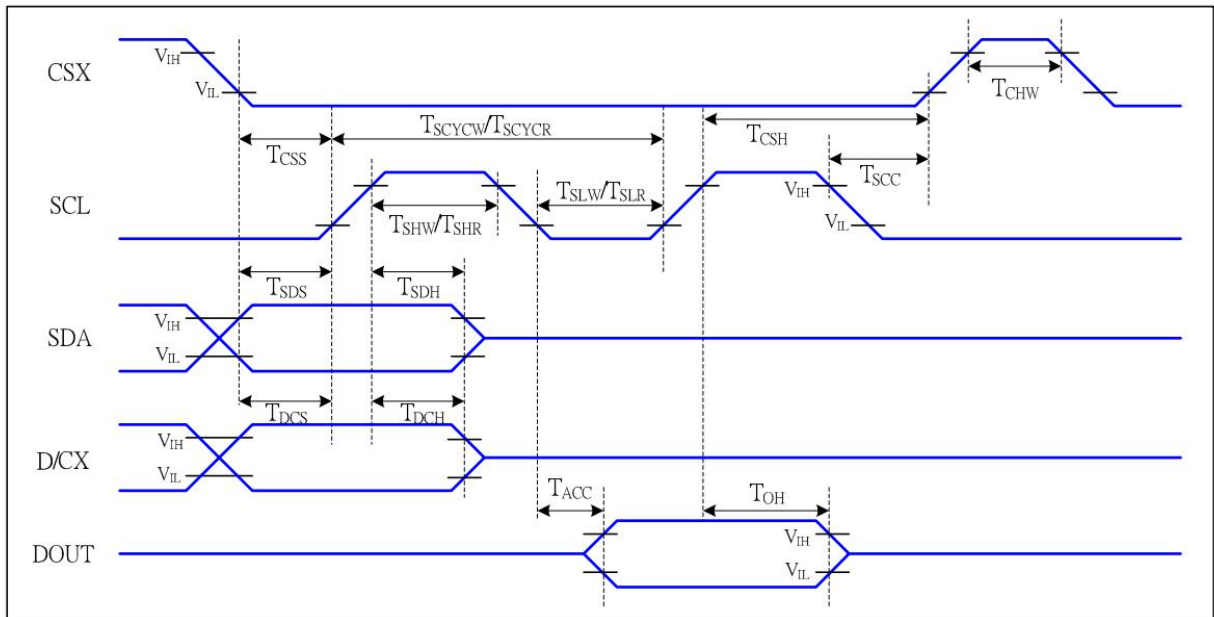 CSX
VIH
VIL
TCHW
TSCYCW/TSCYCR
TCSH
TCSS
TSCC
SCL
TSLW/TSLR
VIH
VIL
TSHW/TSHR
TSDS
TSDH
SDA
VIH
VIL
TDCS
TDCH
D/CX
VIH
VIL
TACC
TOH
DOUT
VIH
VIL